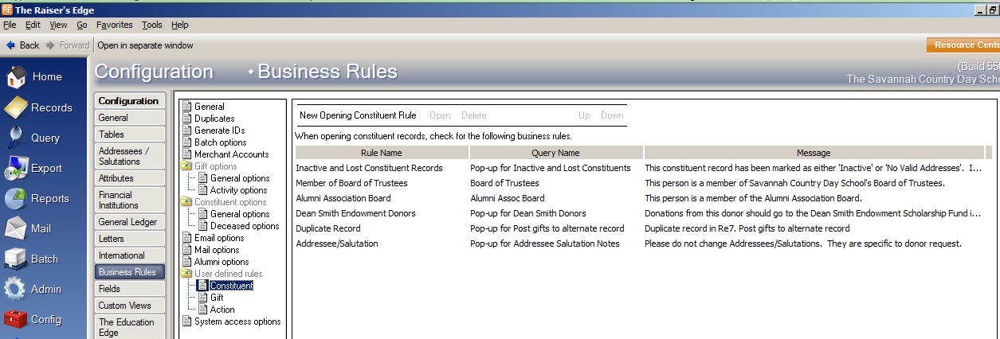 The Raiser's Edge
File Edit View Go Favorites Tools Help
Back Forward Open in separate window
Resource Cente
Configuration • Business Rules
(Build 55
The Savannah Country Day Scho
Home
Records
Query
Export
Reports
Mail
Batch
Admin
Config
Configuration
General
Tables
Addressees /
Salutations
Attributes
Financial
Institutions
General Ledger
Letters
International
Business Rules
Fields
Custom Views
The Education
Edge
General
Duplicates
Generate IDs
Batch options
Merchant Accounts
Gift options
General options
Activity options
Constituent options
General options
Deceased options
Email options
Mail options
Alumni options
User defined rules
Constituent
Gift
Action
System access options
New Opening Constituent Rule Open Delete Up Down
When opening constituent records, check for the following business rules.
Rule Name Query Name Message
Inactive and Lost Constituent Records Pop-up for Inactive and Lost Constituents This constituent record has been marked as either 'Inactive' or 'No Valid Addresses'. I...
Member of Board of Trustees Board of Trustees This person is a member of Savannah Country Day School's Board of Trustees.
Alumni Association Board Alumni Assoc Board This person is a member of the Alumni Association Board.
Dean Smith Endowment Donors Pop-up for Dean Smith Donors Donations from this donor should go to the Dean Smith Endowment Scholarship Fund i...
Duplicate Record Pop-up for Post gifts to alternate record Duplicate record in Re7. Post gifts to alternate record
Addressee/Salutation Pop-up for Addressee Salutation Notes Please do not change Addressees/Salutations. They are specific to donor request.